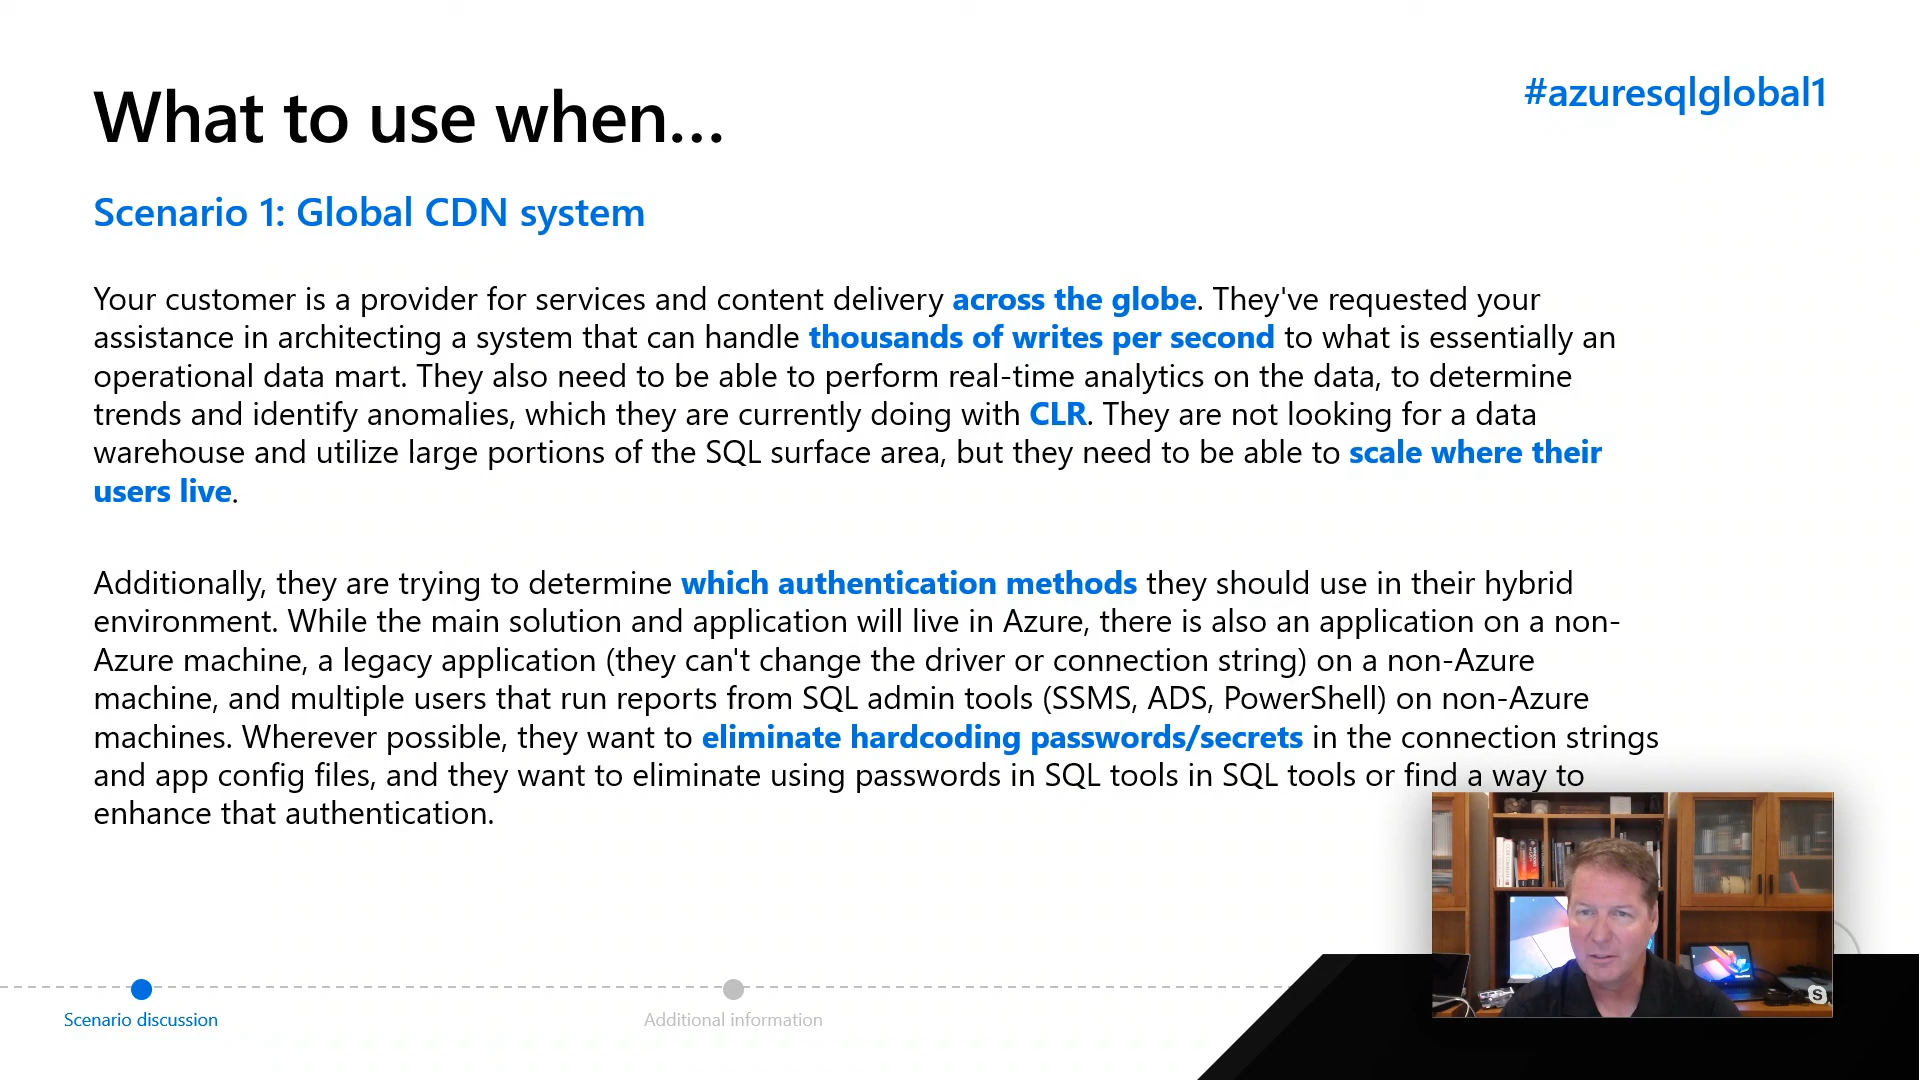 What to use when...
#azuresqlglobal1
Scenario 1: Global CDN system
Your customer is a provider for services and content delivery across the globe. They've requested your
assistance in architecting a system that can handle thousands of writes per second to what is essentially an
operational data mart. They also need to be able to perform real-time analytics on the data, to determine
trends and identify anomalies, which they are currently doing with CLR. They are not looking for a data
warehouse and utilize large portions of the SQL surface area, but they need to be able to scale where their
users live.
Additionally, they are trying to determine which authentication methods they should use in their hybrid
environment. While the main solution and application will live in Azure, there is also an application on a non-
Azure machine, a legacy application (they can't change the driver or connection string) on a non-Azure
machine, and multiple users that run reports from SQL admin tools (SSMS, ADS, PowerShell) on non-Azure
machines. Wherever possible, they want to eliminate hardcoding passwords/secrets in the connection strings
and app config files, and they want to eliminate using passwords in SQL tools in SQL tools or find a way to
enhance that authentication.
Scenario discussion
Additional information